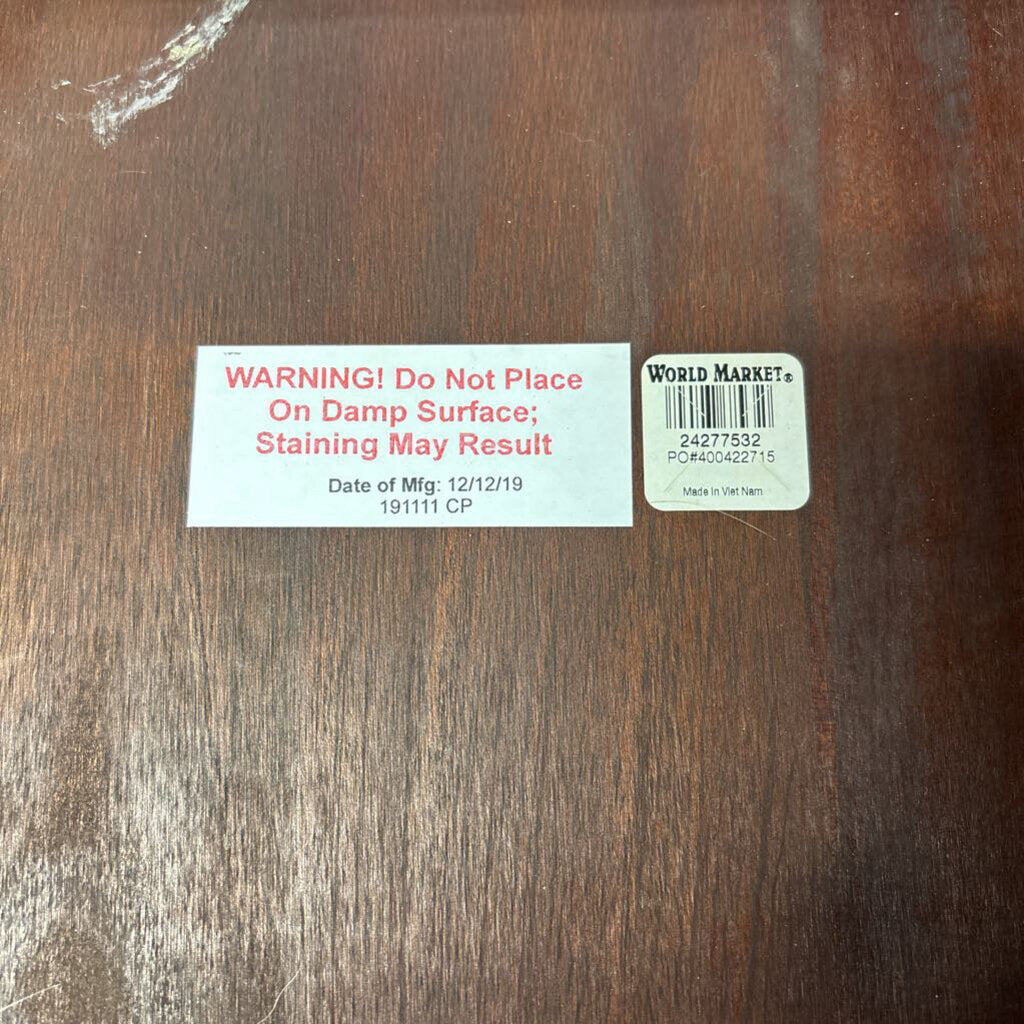 WARNING! Do Not Place
On Damp Surface;
Staining May Result
Date of Mfg: 12/12/19
191111 CP
WORLD MARKET®
24277532
PO#400422715
Made In Viet Nam